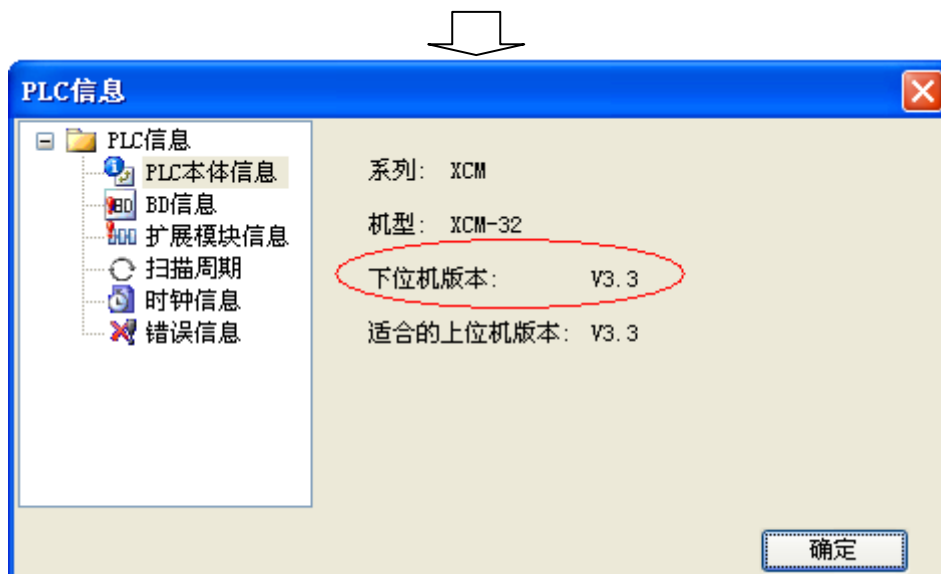 PLC信息
PLC信息
PLC本体信息
BD信息
扩展模块信息
扫描周期
时钟信息
错误信息
系列: XCM
机型: XCM-32
下位机版本: V3.3
适合的上位机版本: V3.3
确定